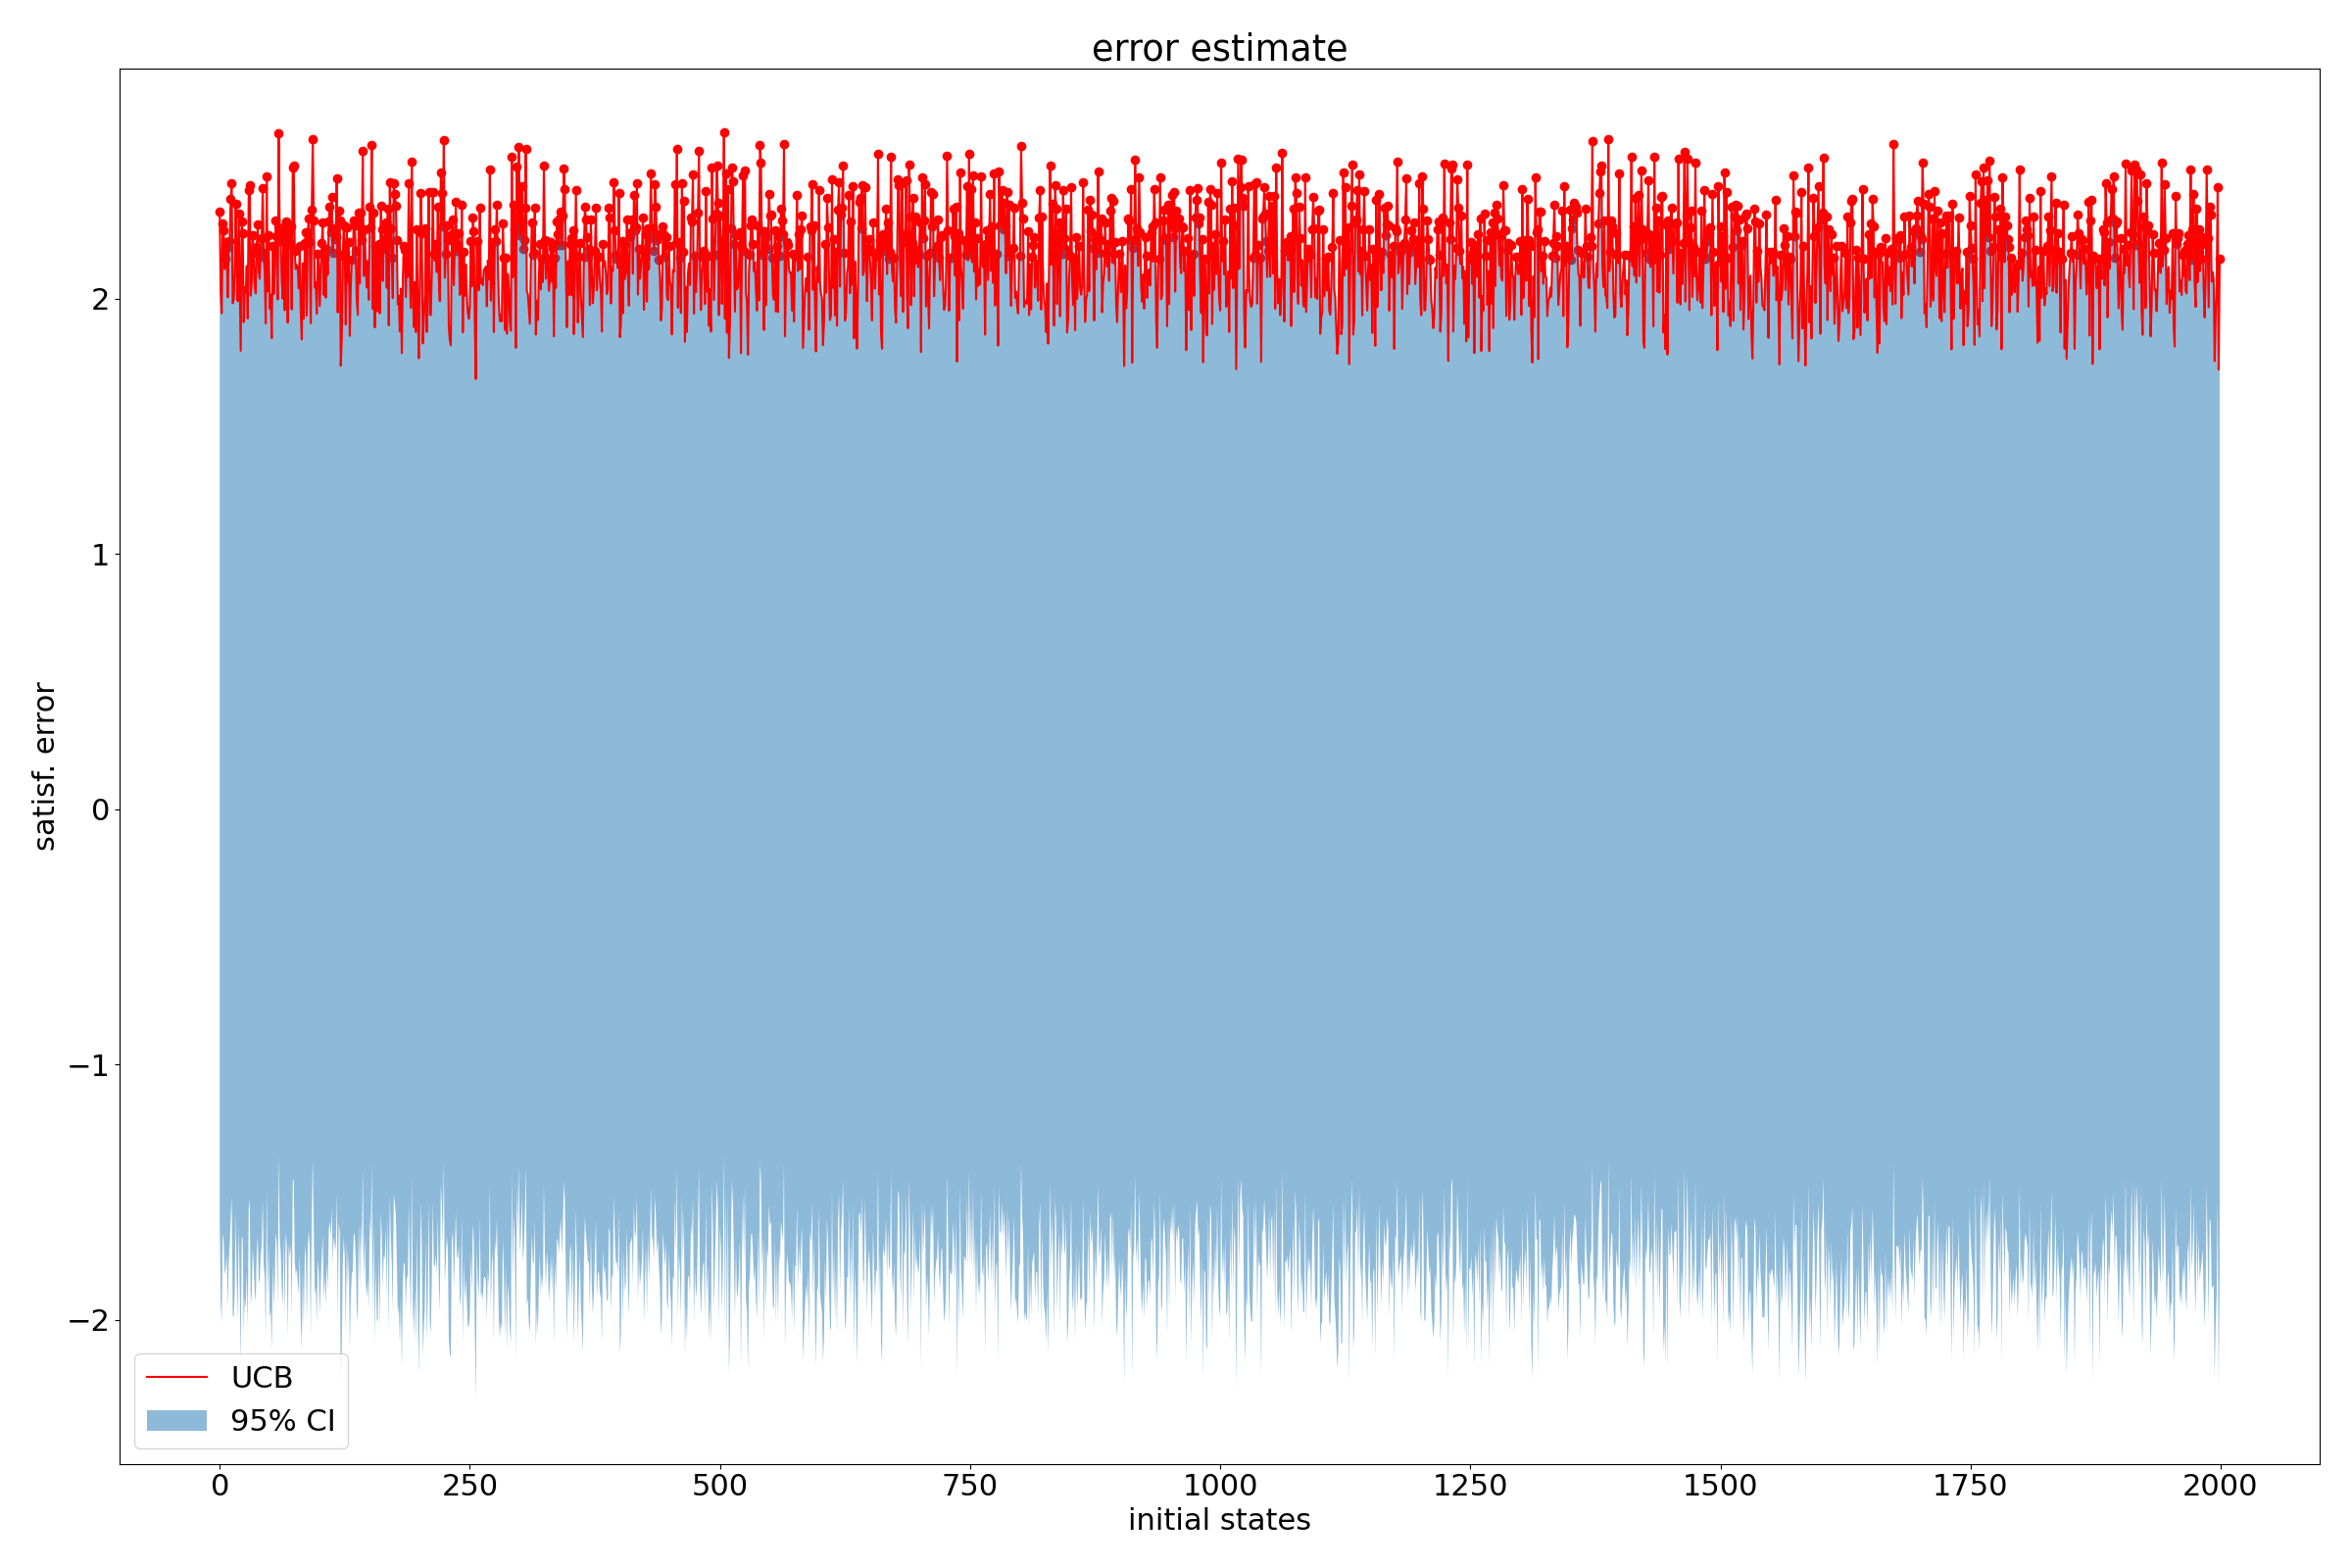 error estimate
satisf. error
2
1
0
−1
−2
UCB
95% CI
0 250 500 750 1000 1250 1500 1750 2000
initial states